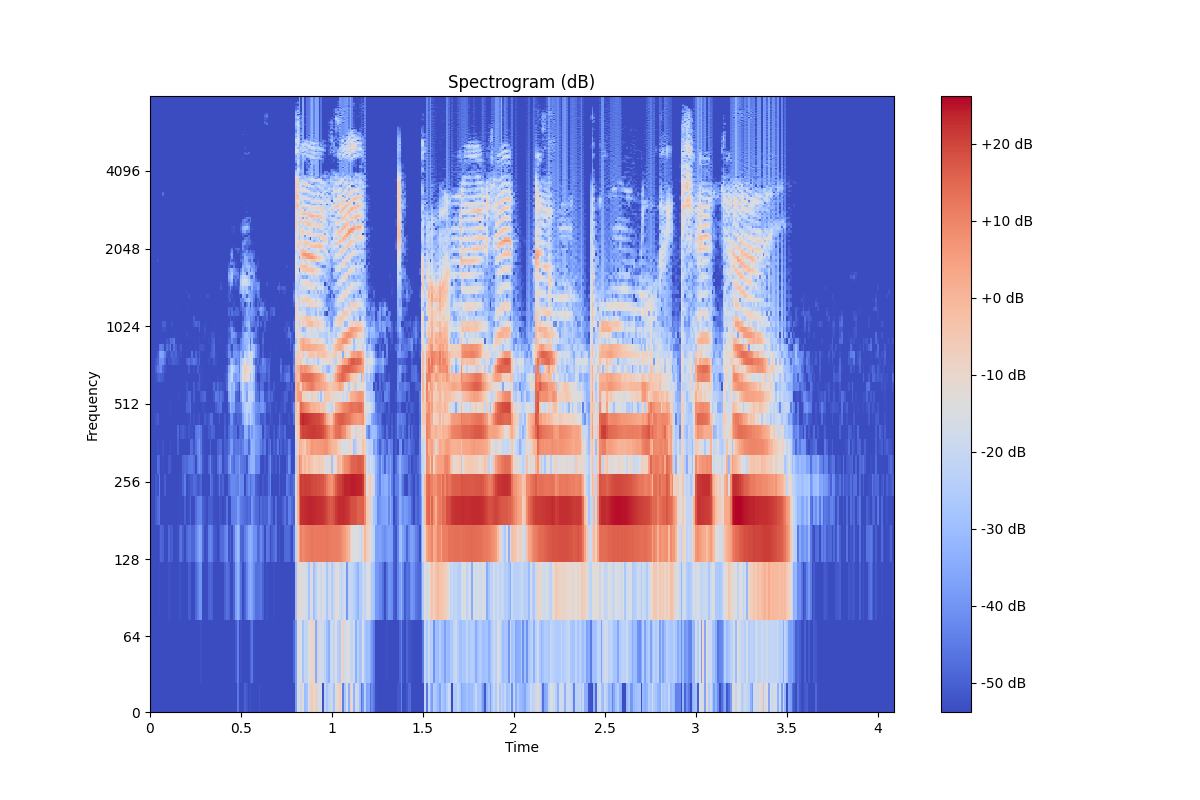 Spectrogram (dB)
Frequency
4096
2048
1024
512
256
128
64
0
0 0.5 1 1.5 2 2.5 3 3.5 4
Time
+20 dB
+10 dB
+0 dB
-10 dB
-20 dB
-30 dB
-40 dB
-50 dB